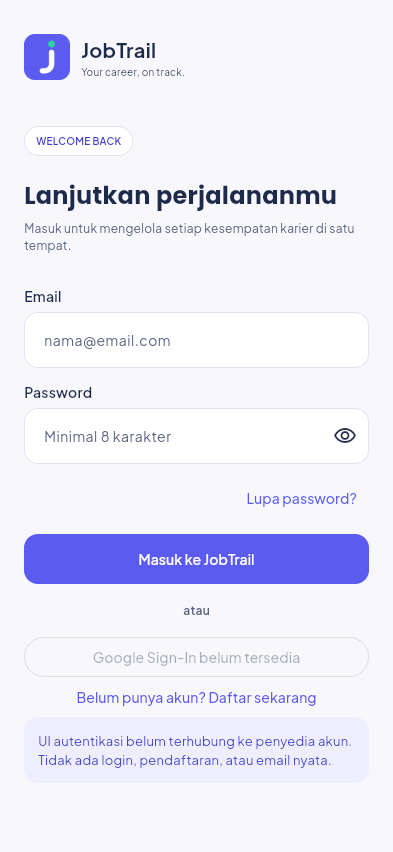 JobTrail
Your career, on track.
WELCOME BACK
Lanjutkan perjalananmu
Masuk untuk mengelola setiap kesempatan karier di satu
tempat.
Email
nama@email.com
Password
Minimal 8 karakter
Lupa password?
Masuk ke JobTrail
atau
Google Sign-In belum tersedia
Belum punya akun? Daftar sekarang
UI autentikasi belum terhubung ke penyedia akun.
Tidak ada login, pendaftaran, atau email nyata.